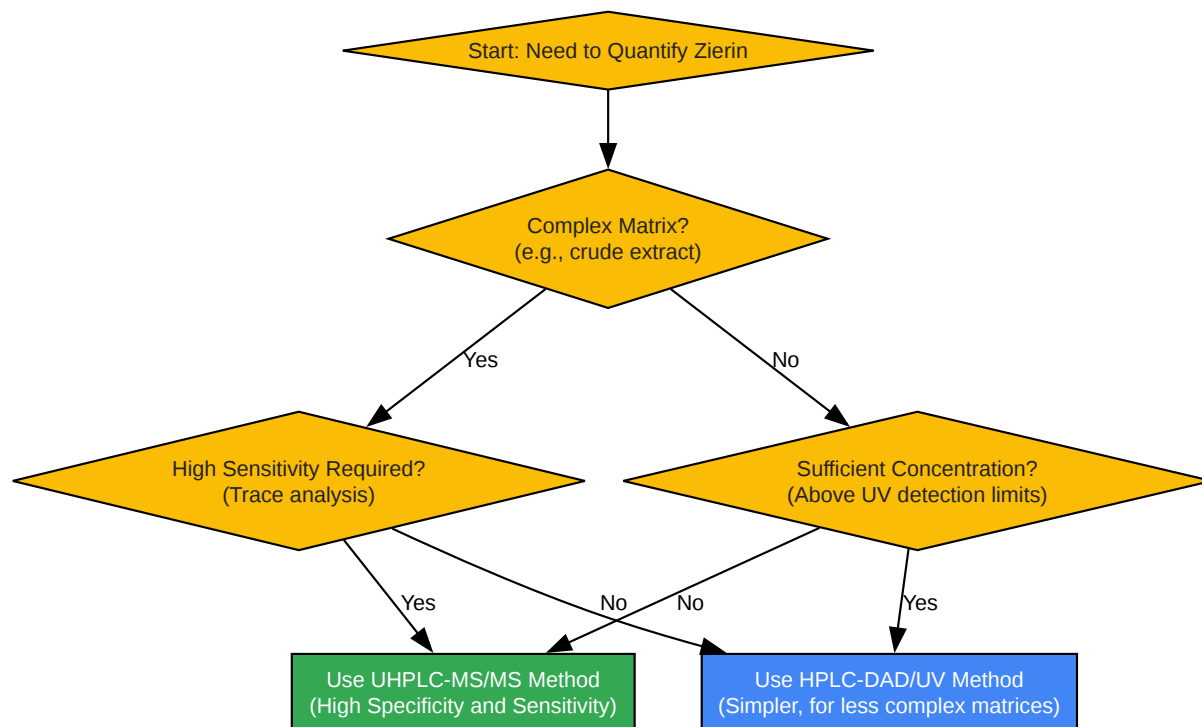 Start: Need to Quantify Zierin
Complex Matrix?
(e.g., crude extract)
Yes
No
High Sensitivity Required?
(Trace analysis)
Sufficient Concentration?
(Above UV detection limits)
Yes
No
No
Yes
Use UHPLC-MS/MS Method
(High Specificity and Sensitivity)
Use HPLC-DAD/UV Method
(Simpler, for less complex matrices)